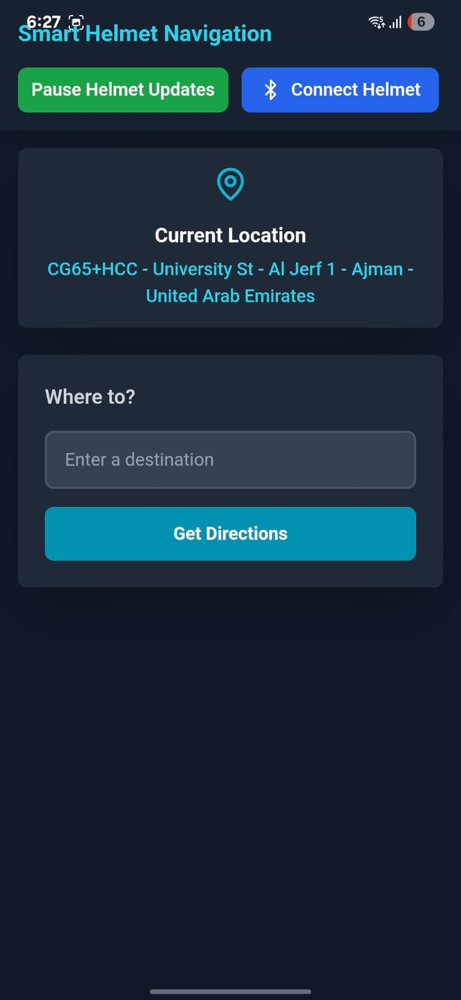 6:27
6
Smart Helmet Navigation
Pause Helmet Updates
Connect Helmet
Current Location
CG65+HCC - University St - Al Jerf 1 - Ajman -
United Arab Emirates
Where to?
Enter a destination
Get Directions